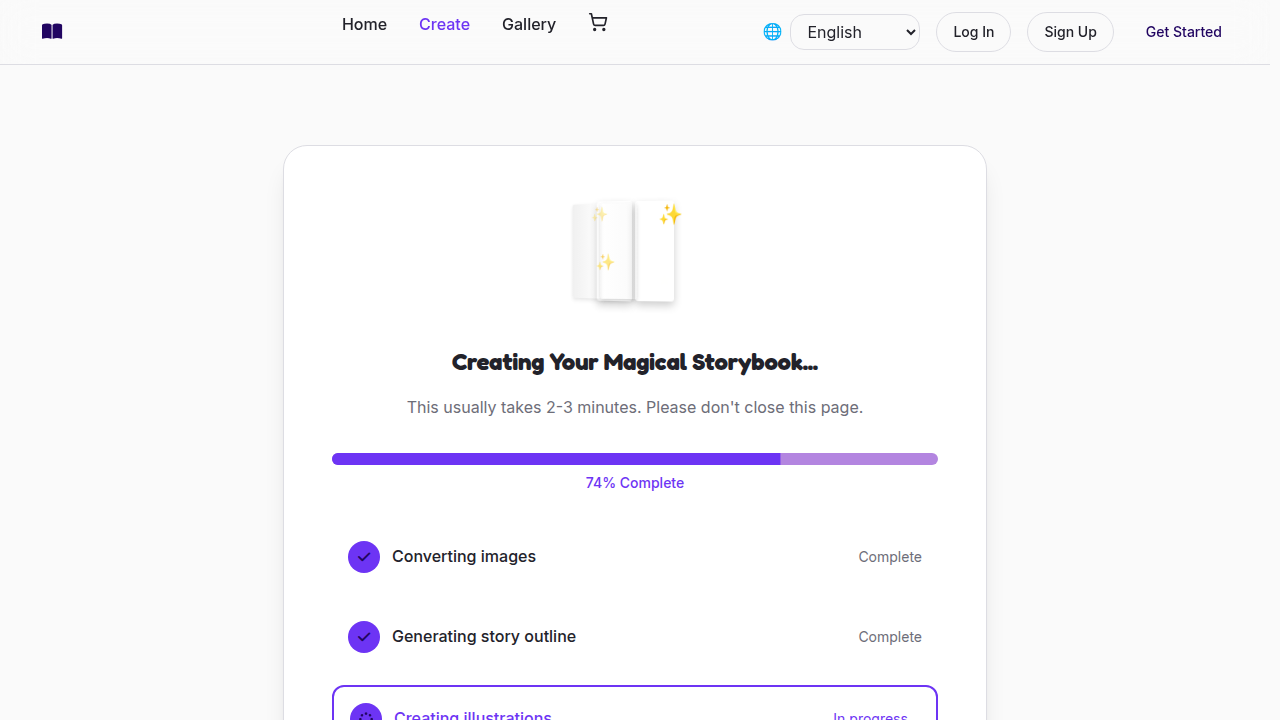 Home Create Gallery English Log In Sign Up Get Started
Creating Your Magical Storybook...
This usually takes 2-3 minutes. Please don't close this page.
74% Complete
Converting images Complete
Generating story outline Complete
Creating illustrations In progress